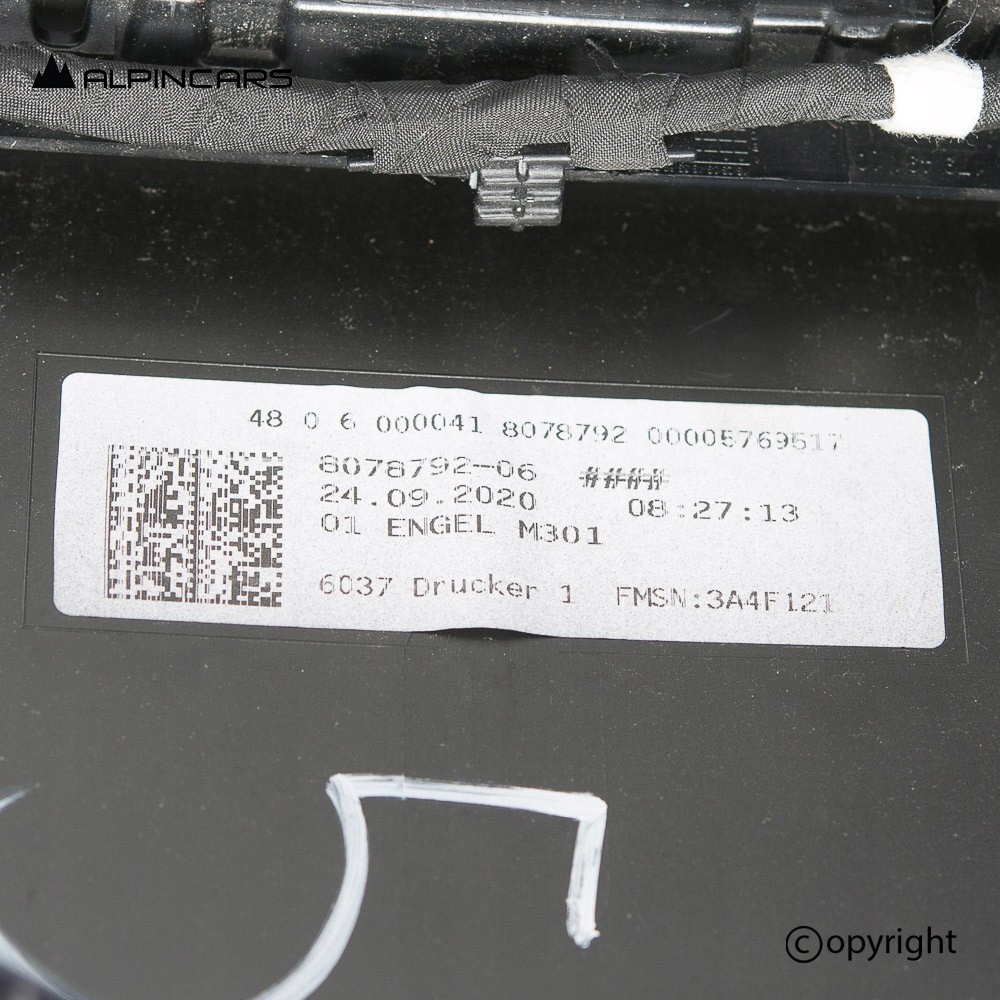 ALPINCARS
48 0 6 000041 8078792 00005769517
8078792-06 ####
24.09.2020 08:27:13
01 ENGEL M301
6037 Drucker 1 FMSN:3A4F121
©opyright